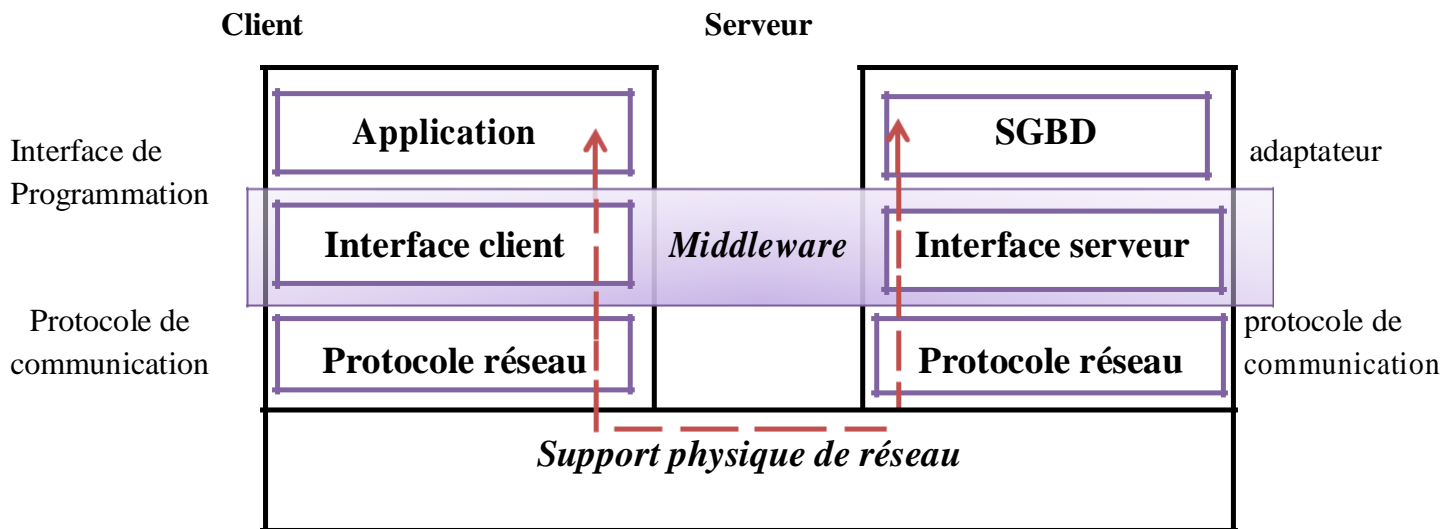 Client
Serveur
Application
SGBD
Interface de
Programmation
adaptateur
Interface client
Middleware
Interface serveur
Protocole de
communication
Protocole réseau
Protocole réseau
protocole de
communication
Support physique de réseau